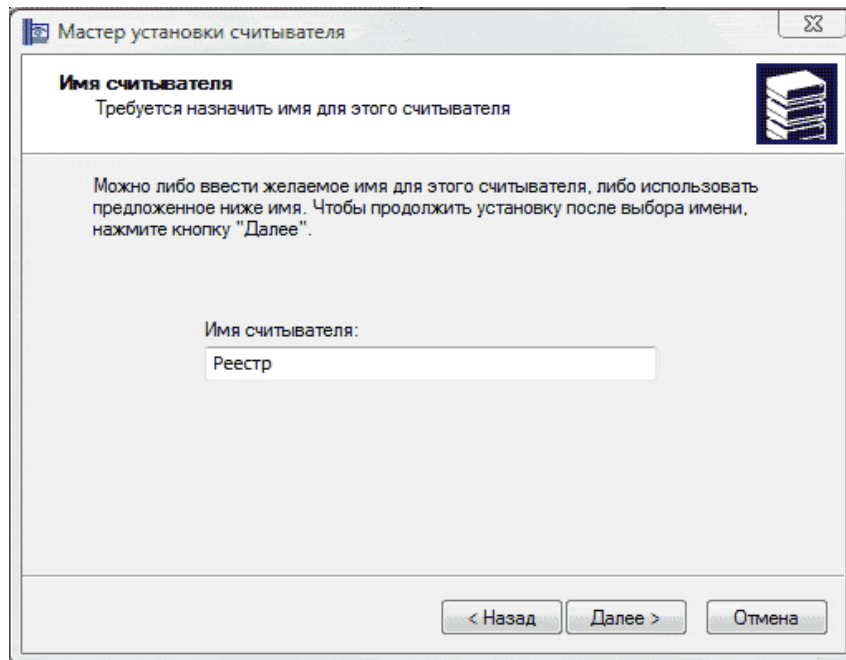 Мастер установки считывателя
Имя считывателя
Требуется назначить имя для этого считывателя
Можно либо ввести желаемое имя для этого считывателя, либо использовать
предложенное ниже имя. Чтобы продолжить установку после выбора имени,
нажмите кнопку "Далее".
Имя считывателя:
Реестр
< Назад Далее > Отмена